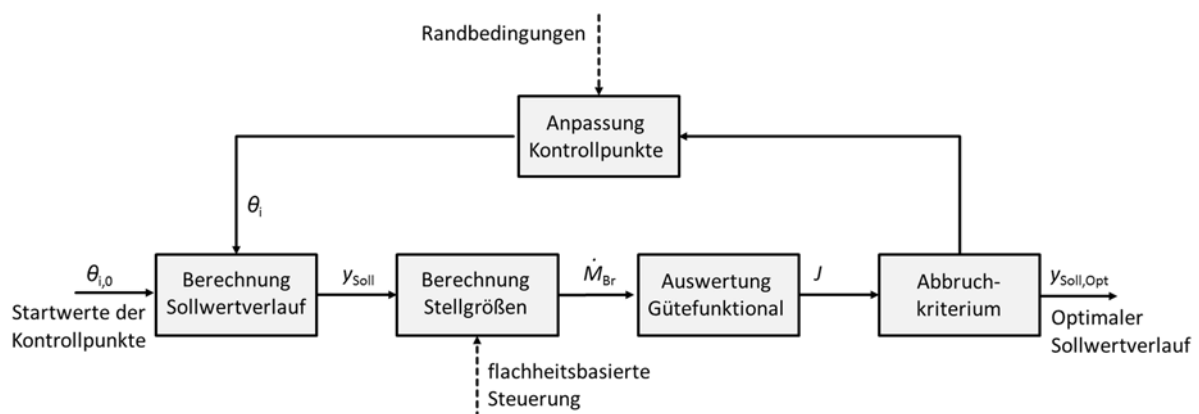 Randbedingungen
Anpassung
Kontrollpunkte
θi
θi,0
Startwerte der
Kontrollpunkte
Berechnung
Sollwertverlauf
ySoll
Berechnung
Stellgrößen
flachheitsbasierte
Steuerung
ṀBr
Auswertung
Gütefunktional
J
Abbruch-
kriterium
ySoll,Opt
Optimaler
Sollwertverlauf